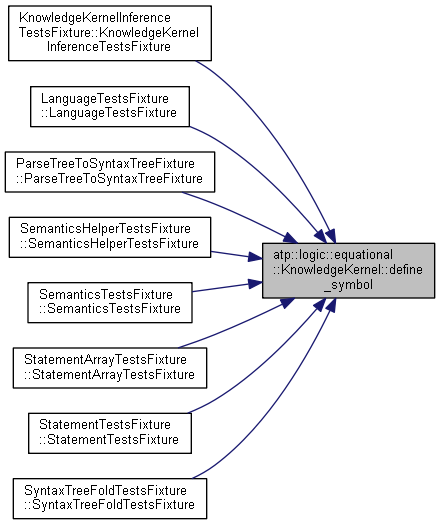 KnowledgeKernelInference
TestsFixture::KnowledgeKernel
InferenceTestsFixture
LanguageTestsFixture
::LanguageTestsFixture
ParseTreeToSyntaxTreeFixture
::ParseTreeToSyntaxTreeFixture
SemanticsHelperTestsFixture
::SemanticsHelperTestsFixture
atp::logic::equational
::KnowledgeKernel::define
_symbol
SemanticsTestsFixture
::SemanticsTestsFixture
StatementArrayTestsFixture
::StatementArrayTestsFixture
StatementTestsFixture
::StatementTestsFixture
SyntaxTreeFoldTestsFixture
::SyntaxTreeFoldTestsFixture